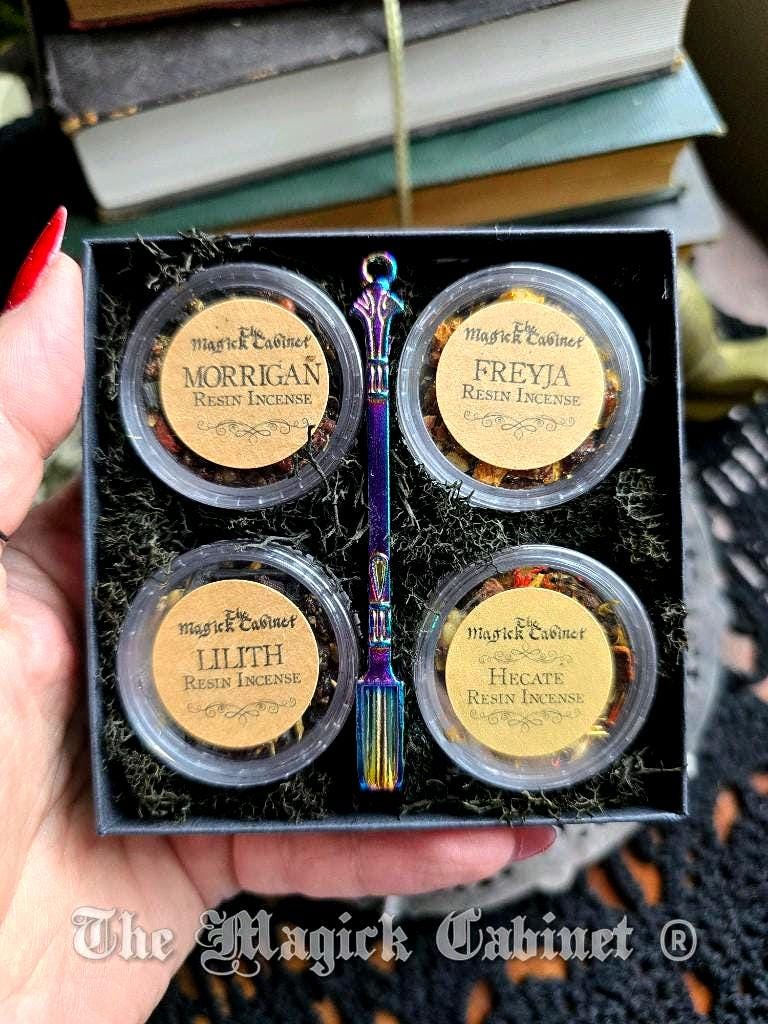 The
Magick Cabinet
MORRIGAN
RESIN INCENSE
The
Magick Cabinet
FREYJA
RESIN INCENSE
The
Magick Cabinet
LILITH
RESIN INCENSE
The
Magick Cabinet
HECATE
RESIN INCENSE
The Magick Cabinet ®